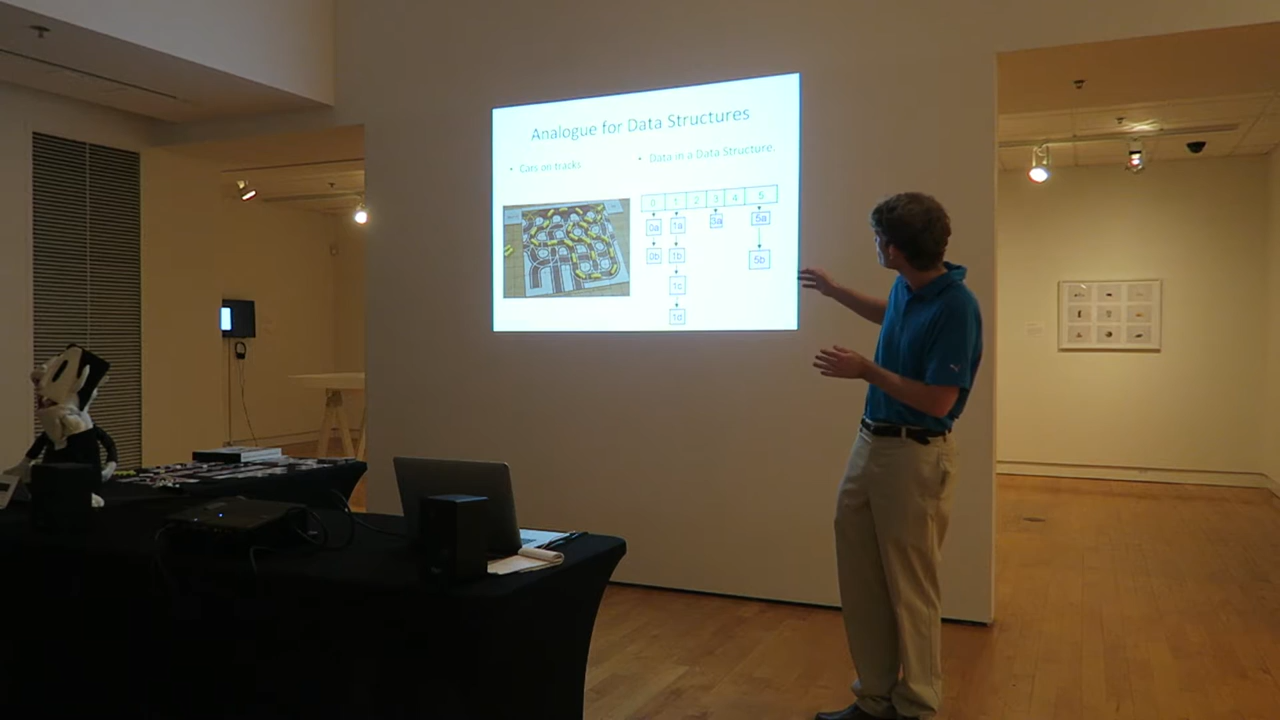 Analogue for Data Structures
• Cars on tracks
• Data in a Data Structure.
0 1 2 3 4 5
0a 1a 3a 5a
0b 1b 5b
1c
1d